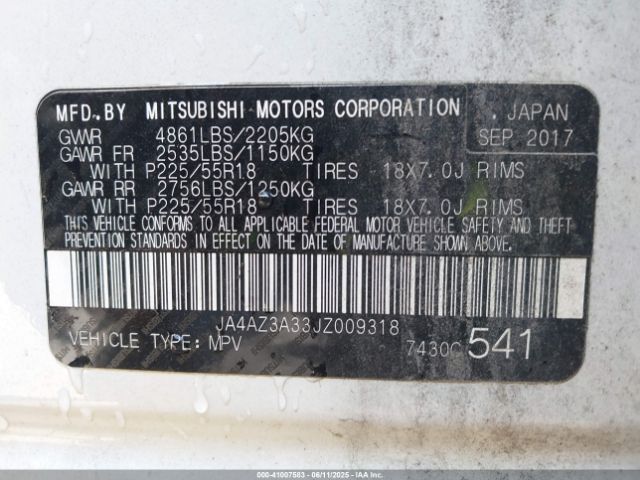 MFD. BY MITSUBISHI MOTORS CORPORATION , JAPAN
GVWR 4861LBS/2205KG SEP 2017
GAWR FR 2535LBS/1150KG
WITH P225/55R18 TIRES 18X7.0J RIMS
GAWR RR 2756LBS/1250KG
WITH P225/55R18 TIRES 18X7.0J RIMS
THIS VEHICLE CONFORMS TO ALL APPLICABLE FEDERAL MOTOR VEHICLE SAFETY AND THEFT
PREVENTION STANDARDS IN EFFECT ON THE DATE OF MANUFACTURE SHOWN ABOVE.
JA4AZ3A33JZ009318
VEHICLE TYPE: MPV 7430C 541
000-41007583 06/11/2025 IAAI.COM